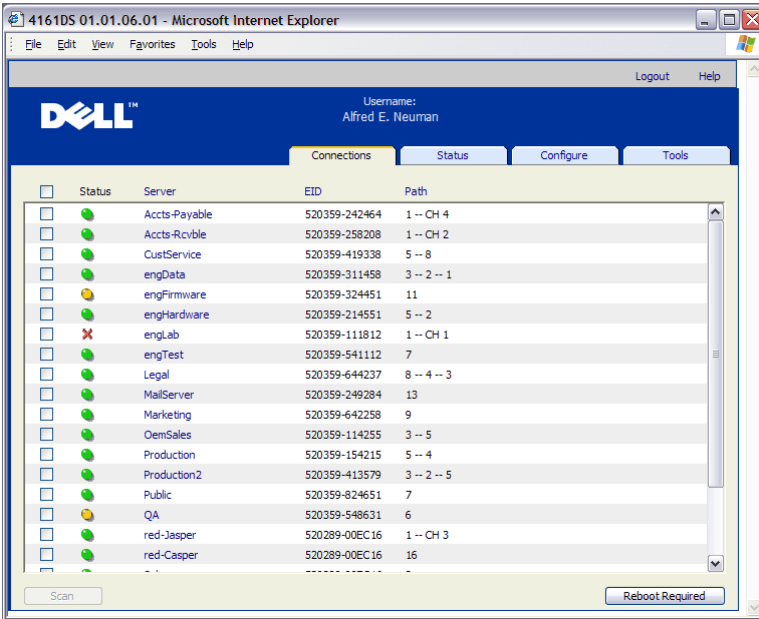 4161DS 01.01.06.01 - Microsoft Internet Explorer
File Edit View Favorites Tools Help
Logout Help
DELL™
Username:
Alfred E. Neuman
Connections Status Configure Tools
Status Server EID Path
Accts-Payable 520359-242464 1 -- CH 4
Accts-Rcvble 520359-258208 1 -- CH 2
CustService 520359-419338 5 -- 8
engData 520359-311458 3 -- 2 -- 1
engFirmware 520359-324451 11
engHardware 520359-214551 5 -- 2
engLab 520359-111812 1 -- CH 1
engTest 520359-541112 7
Legal 520359-644237 8 -- 4 -- 3
MailServer 520359-249284 13
Marketing 520359-642258 9
OemSales 520359-114255 3 -- 5
Production 520359-154215 5 -- 4
Production2 520359-413579 3 -- 2 -- 5
Public 520359-824651 7
QA 520359-548631 6
red-Jasper 520289-00EC16 1 -- CH 3
red-Casper 520289-00EC16 16
Scan Reboot Required